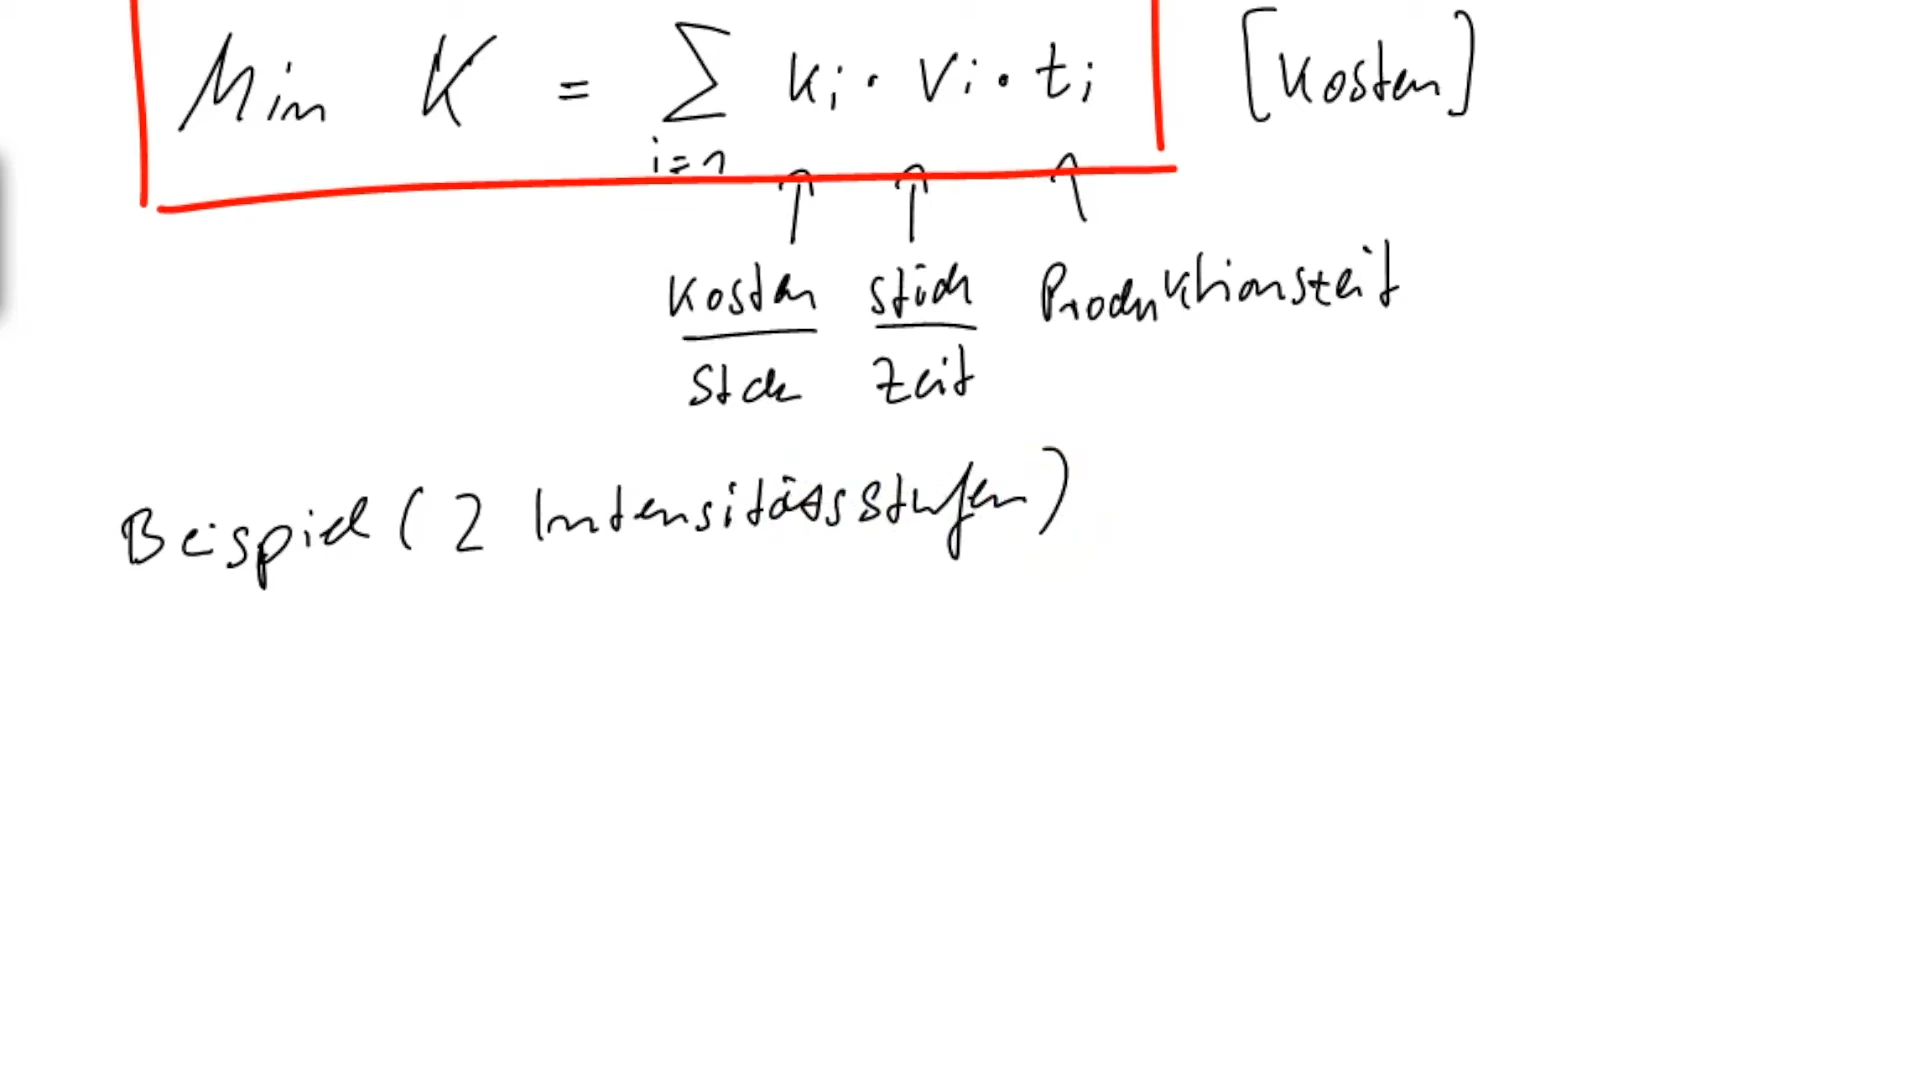 Min K = ∑ ki · vi · ti [Kosten]
i=1
Kosten Stück Produktionszeit
Stck Zeit
Beispiel (2 Intensitätsstufen)